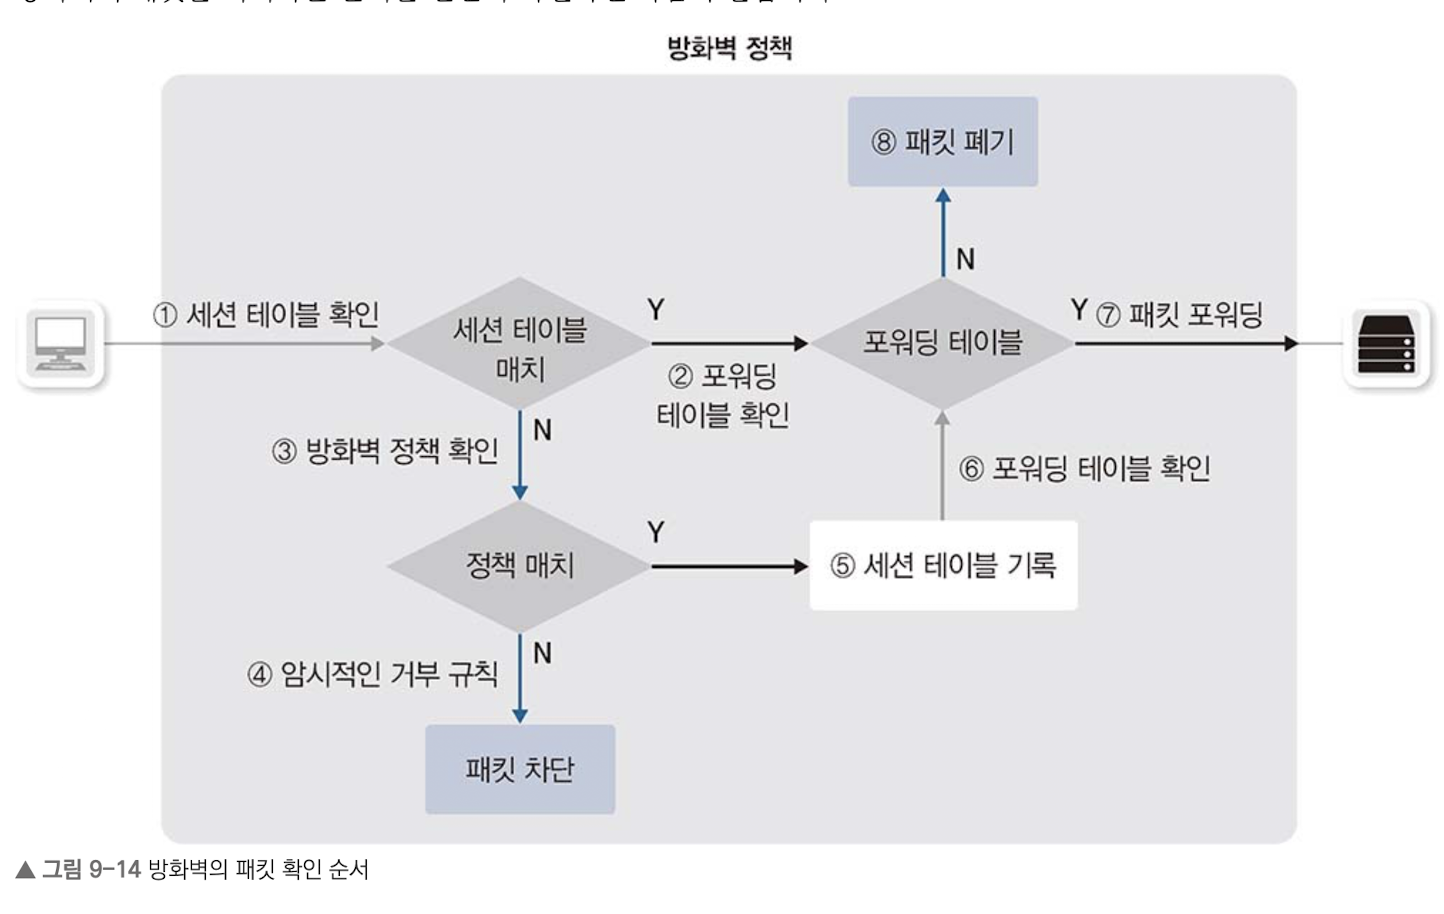 방화벽 정책
⑧ 패킷 폐기
N
① 세션 테이블 확인
세션 테이블
매치
Y
② 포워딩
테이블 확인
포워딩 테이블
Y ⑦ 패킷 포워딩
③ 방화벽 정책 확인
N
⑥ 포워딩 테이블 확인
정책 매치
Y
⑤ 세션 테이블 기록
④ 암시적인 거부 규칙
N
패킷 차단
▲ 그림 9-14 방화벽의 패킷 확인 순서